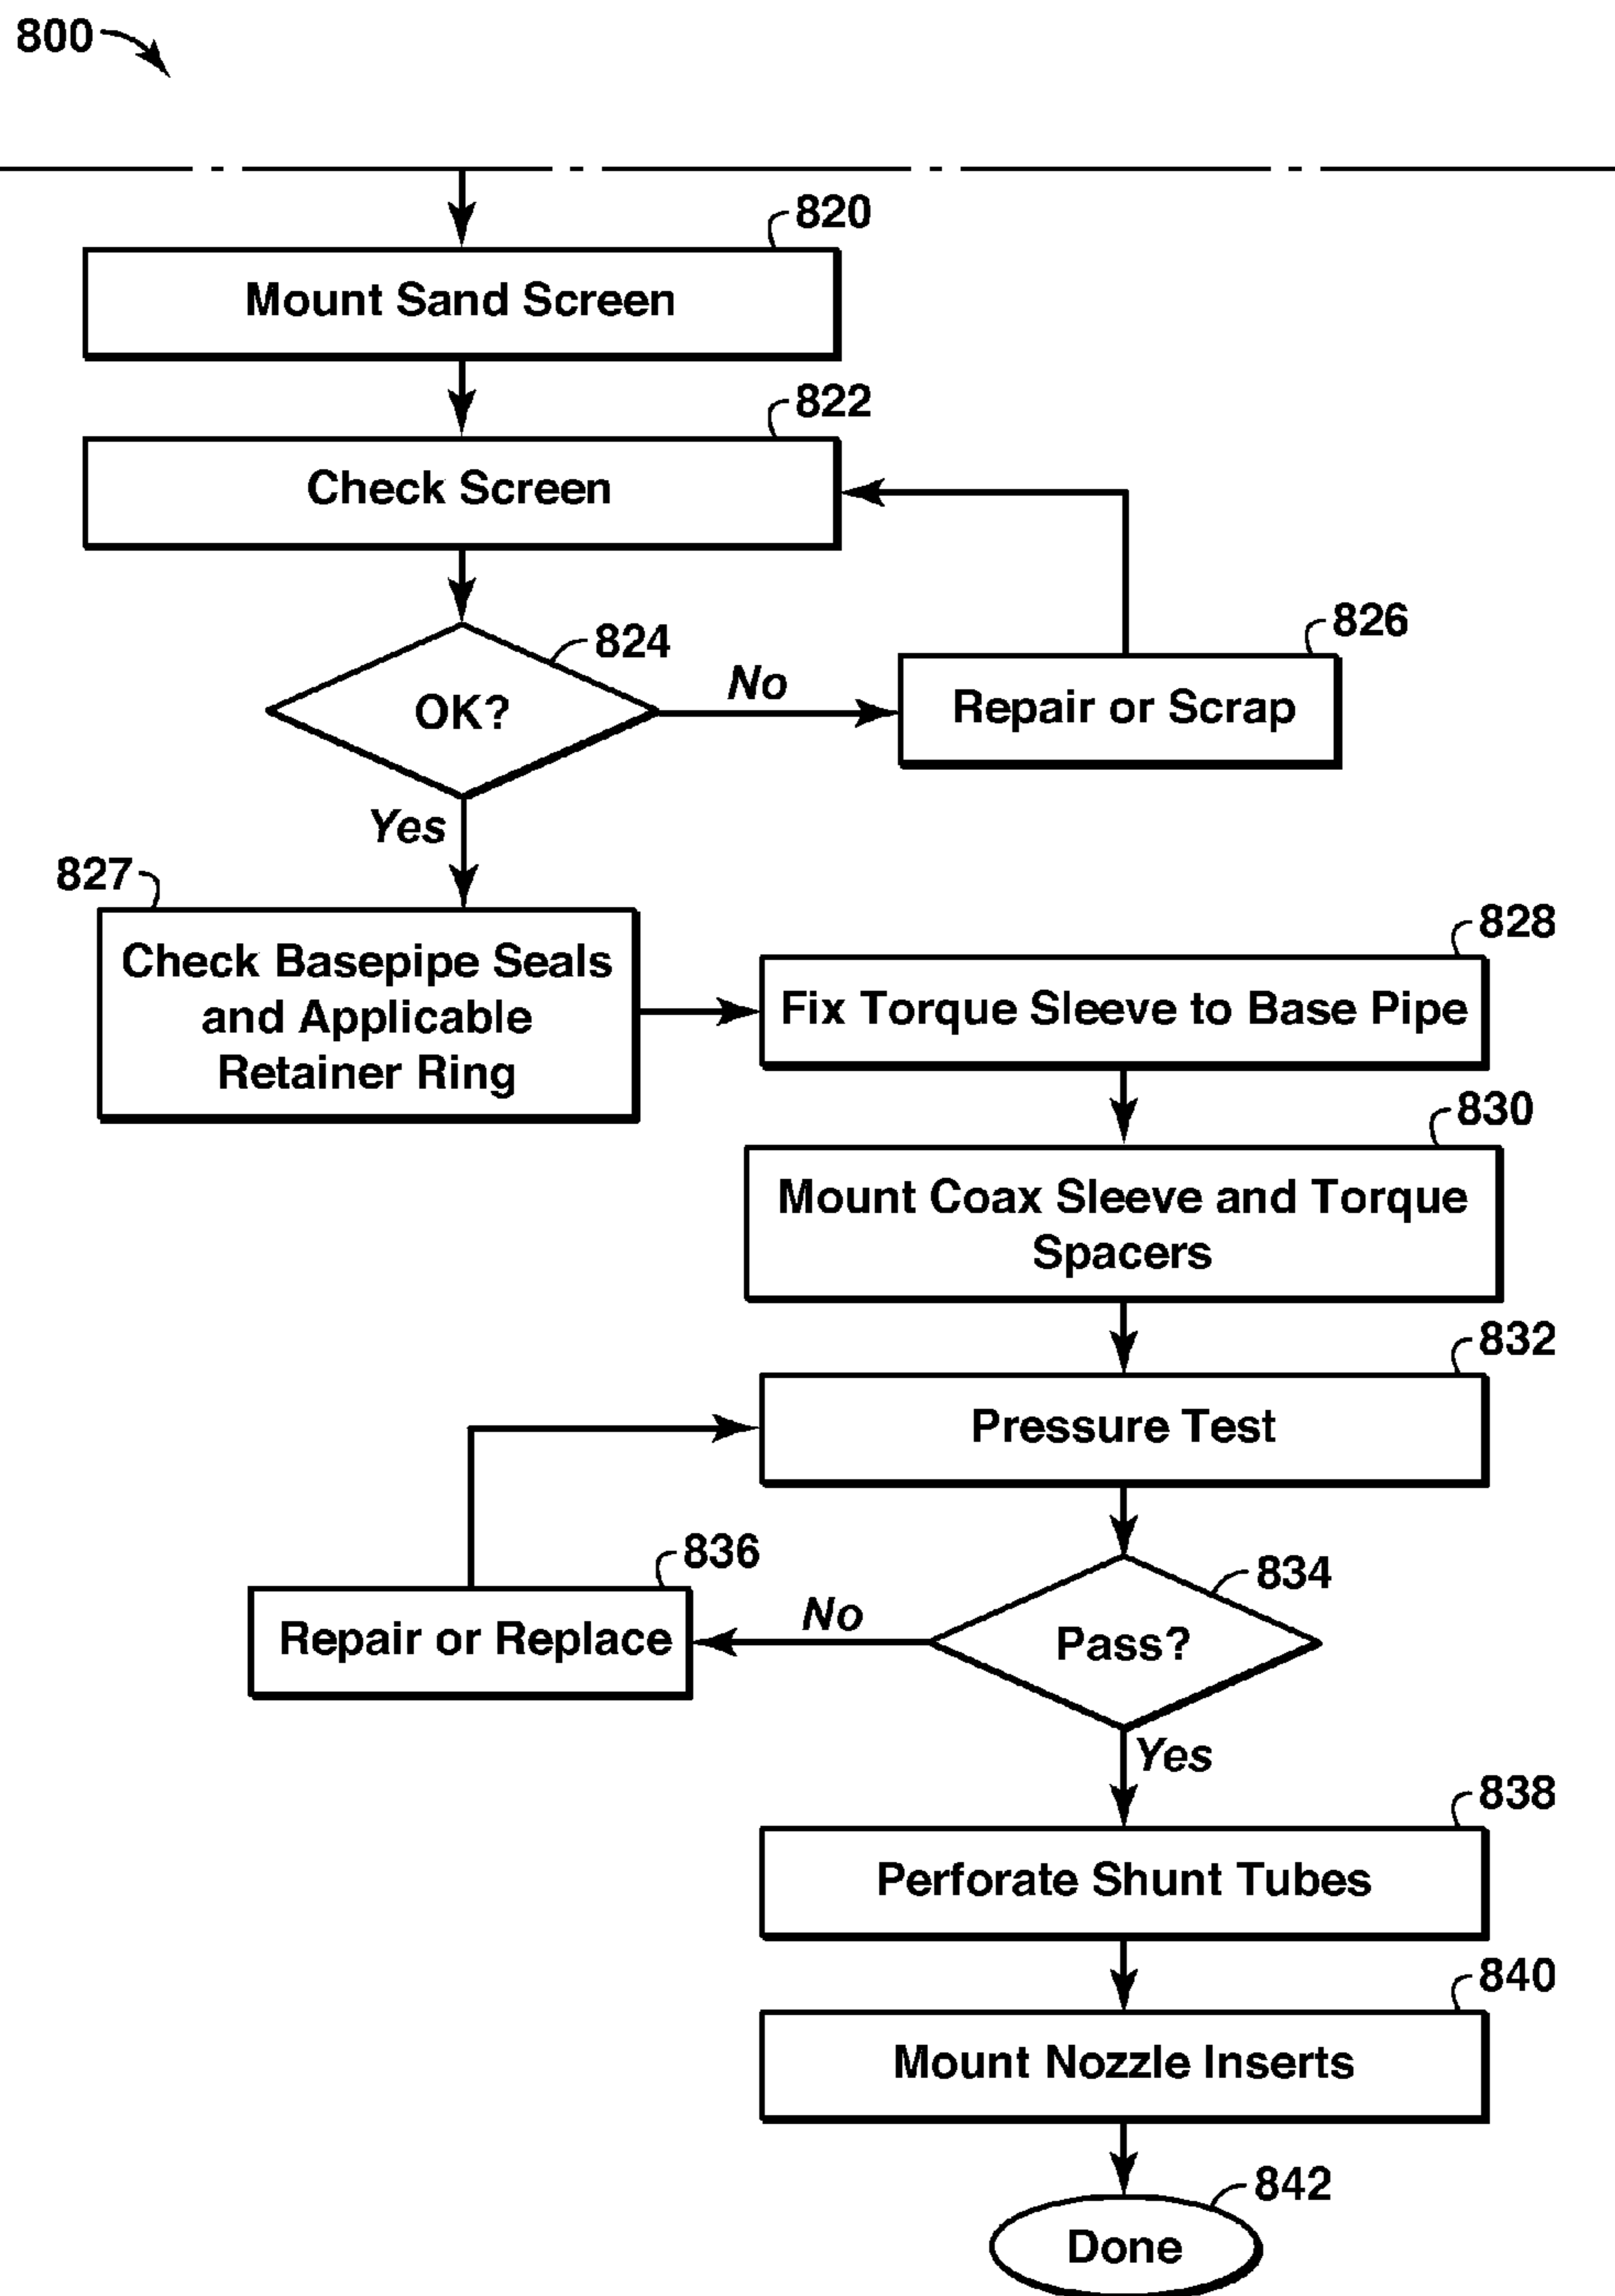 800
820
Mount Sand Screen
822
Check Screen
824
OK?
No
826
Repair or Scrap
Yes
827
Check Basepipe Seals
and Applicable
Retainer Ring
828
Fix Torque Sleeve to Base Pipe
830
Mount Coax Sleeve and Torque
Spacers
832
Pressure Test
834
Pass?
No
836
Repair or Replace
Yes
838
Perforate Shunt Tubes
840
Mount Nozzle Inserts
842
Done